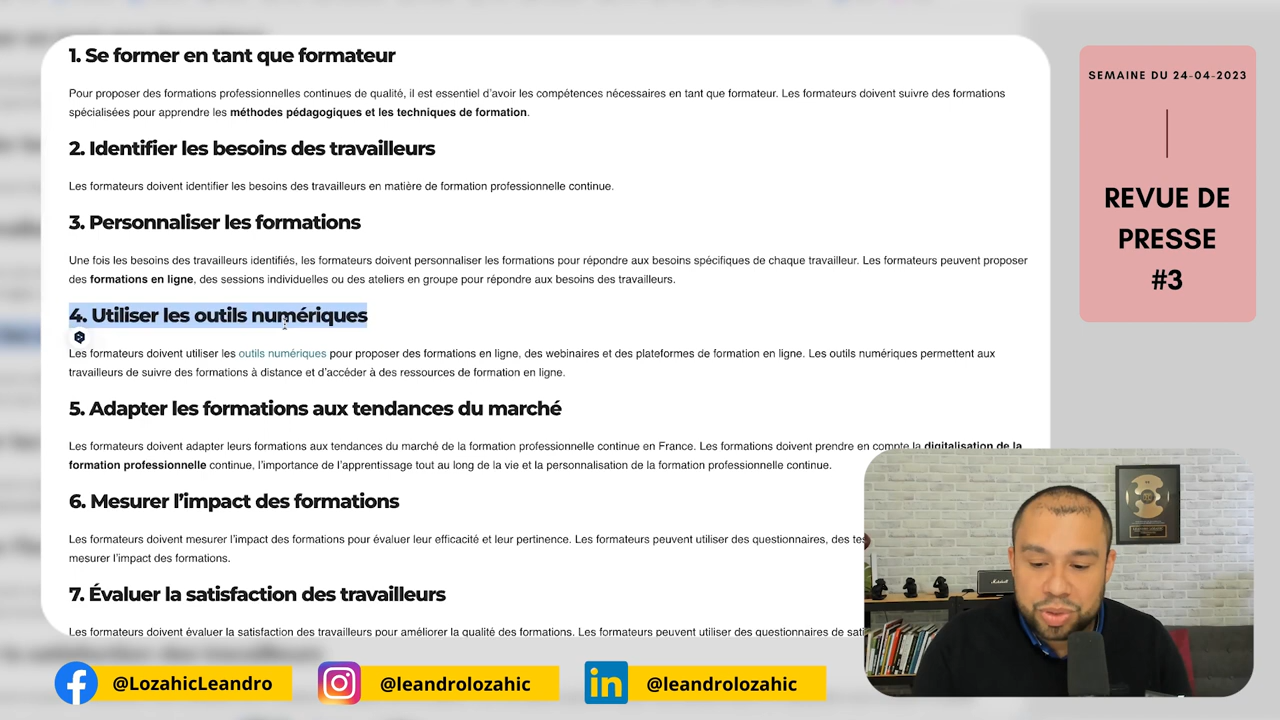 1. Se former en tant que formateur
Pour proposer des formations professionnelles continues de qualité, il est essentiel d'avoir les compétences nécessaires en tant que formateur. Les formateurs doivent suivre des formations
spécialisées pour apprendre les méthodes pédagogiques et les techniques de formation.
2. Identifier les besoins des travailleurs
Les formateurs doivent identifier les besoins des travailleurs en matière de formation professionnelle continue.
3. Personnaliser les formations
Une fois les besoins des travailleurs identifiés, les formateurs doivent personnaliser les formations pour répondre aux besoins spécifiques de chaque travailleur. Les formateurs peuvent proposer
des formations en ligne, des sessions individuelles ou des ateliers en groupe pour répondre aux besoins des travailleurs.
4. Utiliser les outils numériques
Les formateurs doivent utiliser les outils numériques pour proposer des formations en ligne, des webinaires et des plateformes de formation en ligne. Les outils numériques permettent aux
travailleurs de suivre des formations à distance et d'accéder à des ressources de formation en ligne.
5. Adapter les formations aux tendances du marché
Les formateurs doivent adapter leurs formations aux tendances du marché de la formation professionnelle continue en France. Les formations doivent prendre en compte la digitalisation de la
formation professionnelle continue, l'importance de l'apprentissage tout au long de la vie et la personnalisation de la formation professionnelle continue.
6. Mesurer l'impact des formations
Les formateurs doivent mesurer l'impact des formations pour évaluer leur efficacité et leur pertinence. Les formateurs peuvent utiliser des questionnaires, des
mesurer l'impact des formations.
7. Évaluer la satisfaction des travailleurs
Les formateurs doivent évaluer la satisfaction des travailleurs pour améliorer la qualité des formations. Les formateurs peuvent utiliser des questionnaires de
SEMAINE DU 24-04-2023
REVUE DE
PRESSE
#3
Marshall
@LozahicLeandro
@leandrolozahic
in
@leandrolozahic